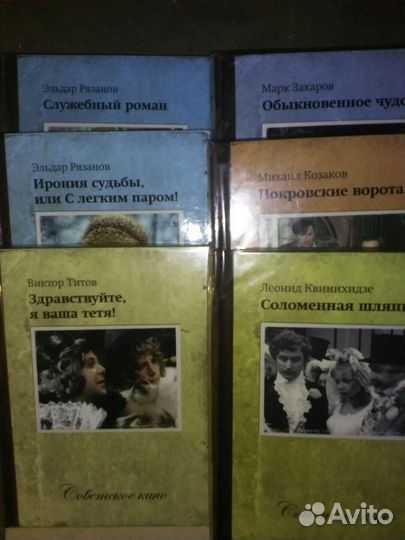 Эльдар Рязанов
Служебный роман
Марк Захаров
Обыкновенное чудо
Эльдар Рязанов
Ирония судьбы,
или С легким паром!
Михаил Козаков
Покровские ворота
Виктор Титов
Здравствуйте,
я ваша тетя!
Советское кино
Леонид Квинихидзе
Соломенная шляп
Avito